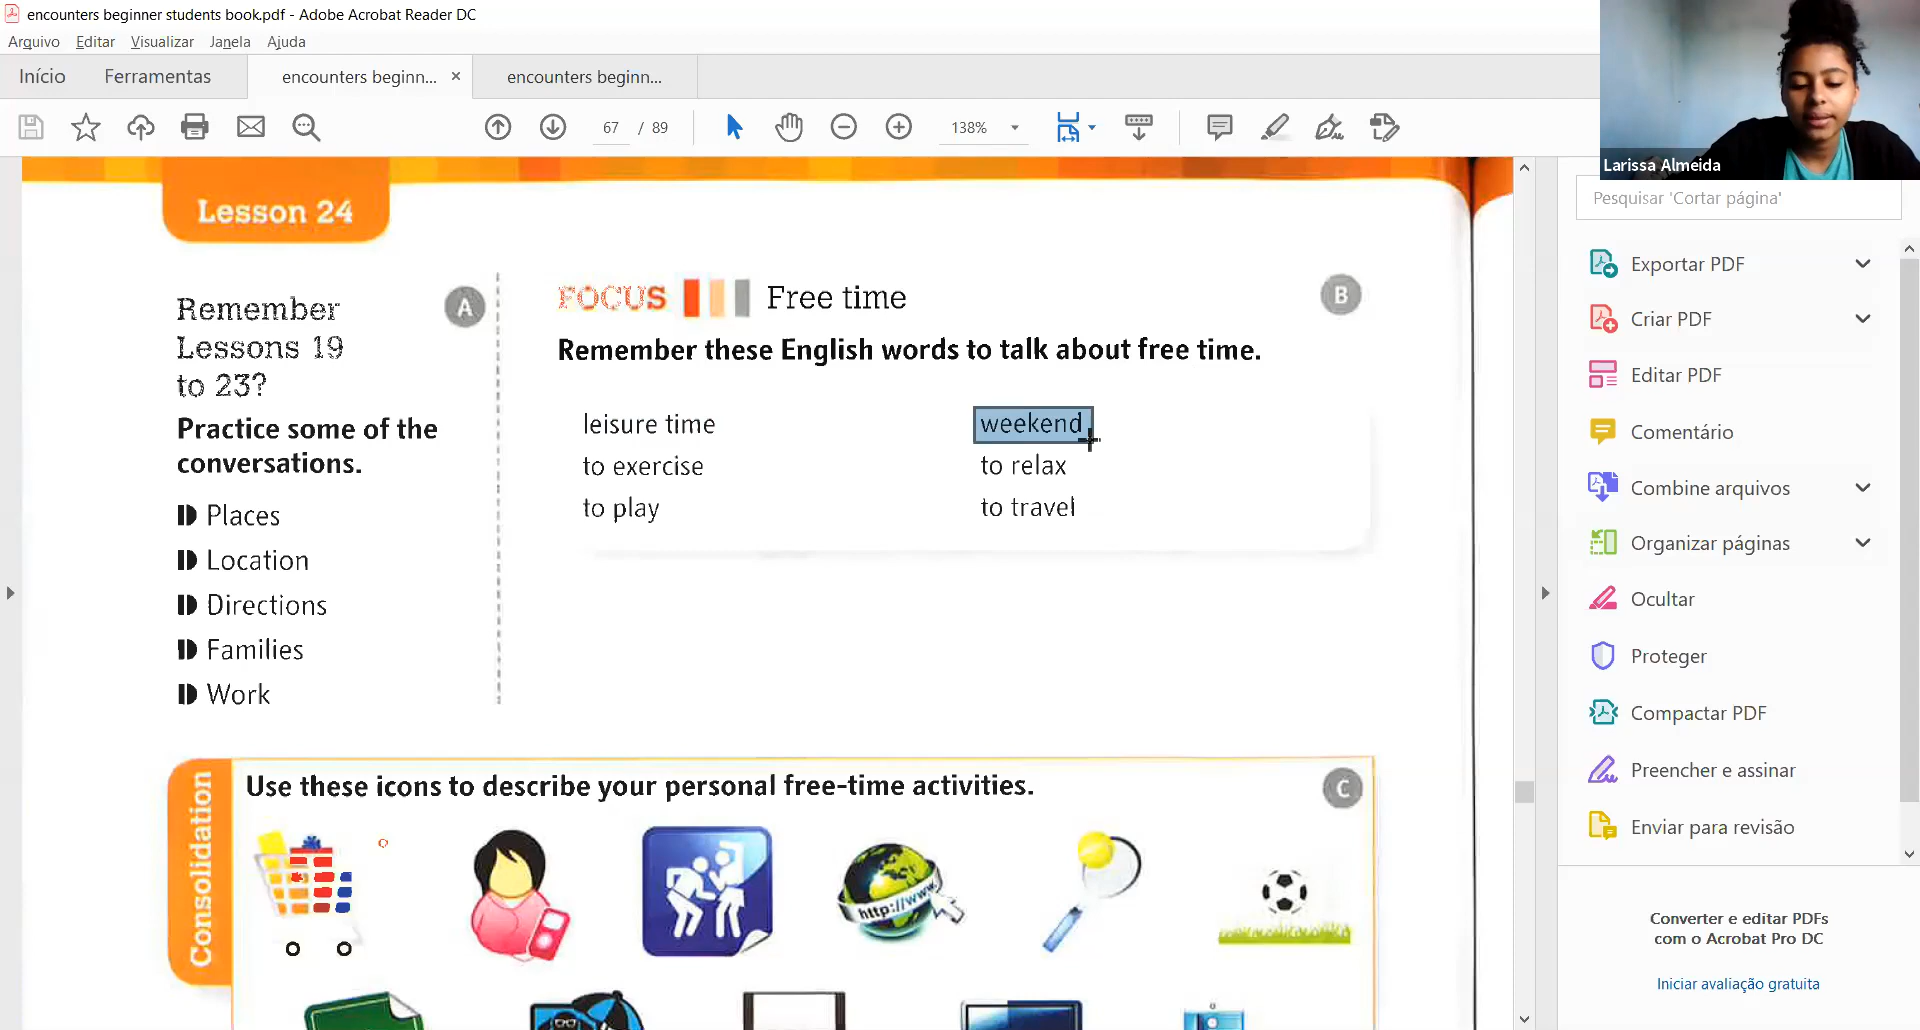 encounters beginner students book.pdf - Adobe Acrobat Reader DC
Arquivo Editar Visualizar Janela Ajuda
Início Ferramentas encounters beginn... × encounters beginn...
67 / 89 138%
Larissa Almeida
Pesquisar 'Cortar página'
Lesson 24
Remember
Lessons 19
to 23?
A
Practice some of the
conversations.
Places
Location
Directions
Families
Work
FOCUS Free time
B
Remember these English words to talk about free time.
leisure time weekend
to exercise to relax
to play to travel
Consolidation
Use these icons to describe your personal free-time activities.
C
http://www.
Exportar PDF
Criar PDF
Editar PDF
Comentário
Combine arquivos
Organizar páginas
Ocultar
Proteger
Compactar PDF
Preencher e assinar
Enviar para revisão
Converter e editar PDFs
com o Acrobat Pro DC
Iniciar avaliação gratuita